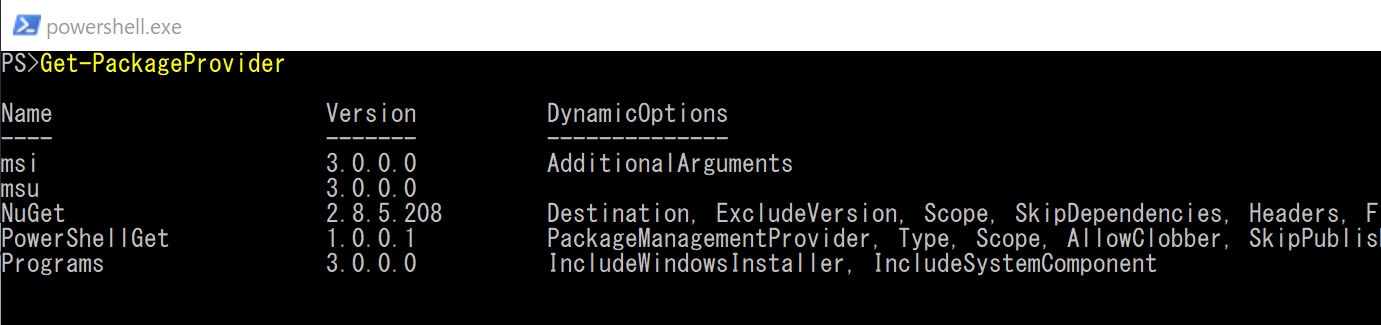 powershell.exe
PS>Get-PackageProvider
Name Version DynamicOptions
---- ------- --------------
msi 3.0.0.0 AdditionalArguments
msu 3.0.0.0
NuGet 2.8.5.208 Destination, ExcludeVersion, Scope, SkipDependencies, Headers, F
PowerShellGet 1.0.0.1 PackageManagementProvider, Type, Scope, AllowClobber, SkipPublis
Programs 3.0.0.0 IncludeWindowsInstaller, IncludeSystemComponent